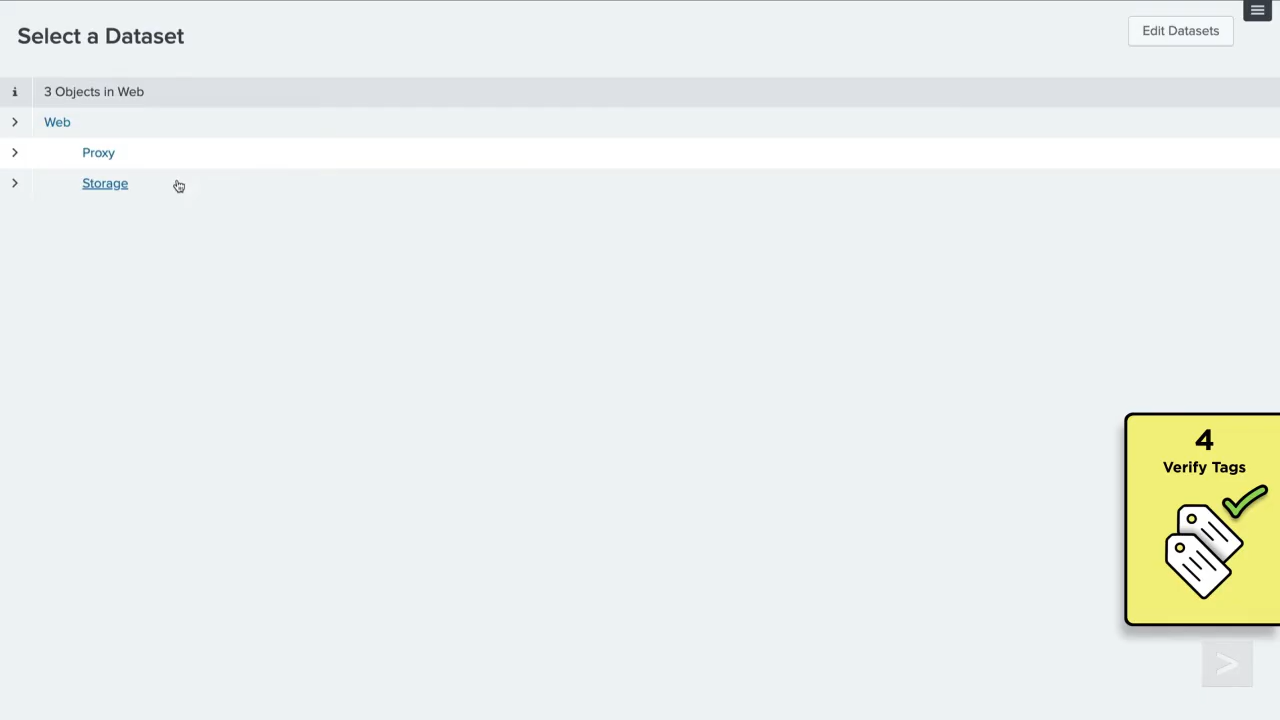 Select a Dataset
Edit Datasets
i 3 Objects in Web
Web
Proxy
Storage
4
Verify Tags
>